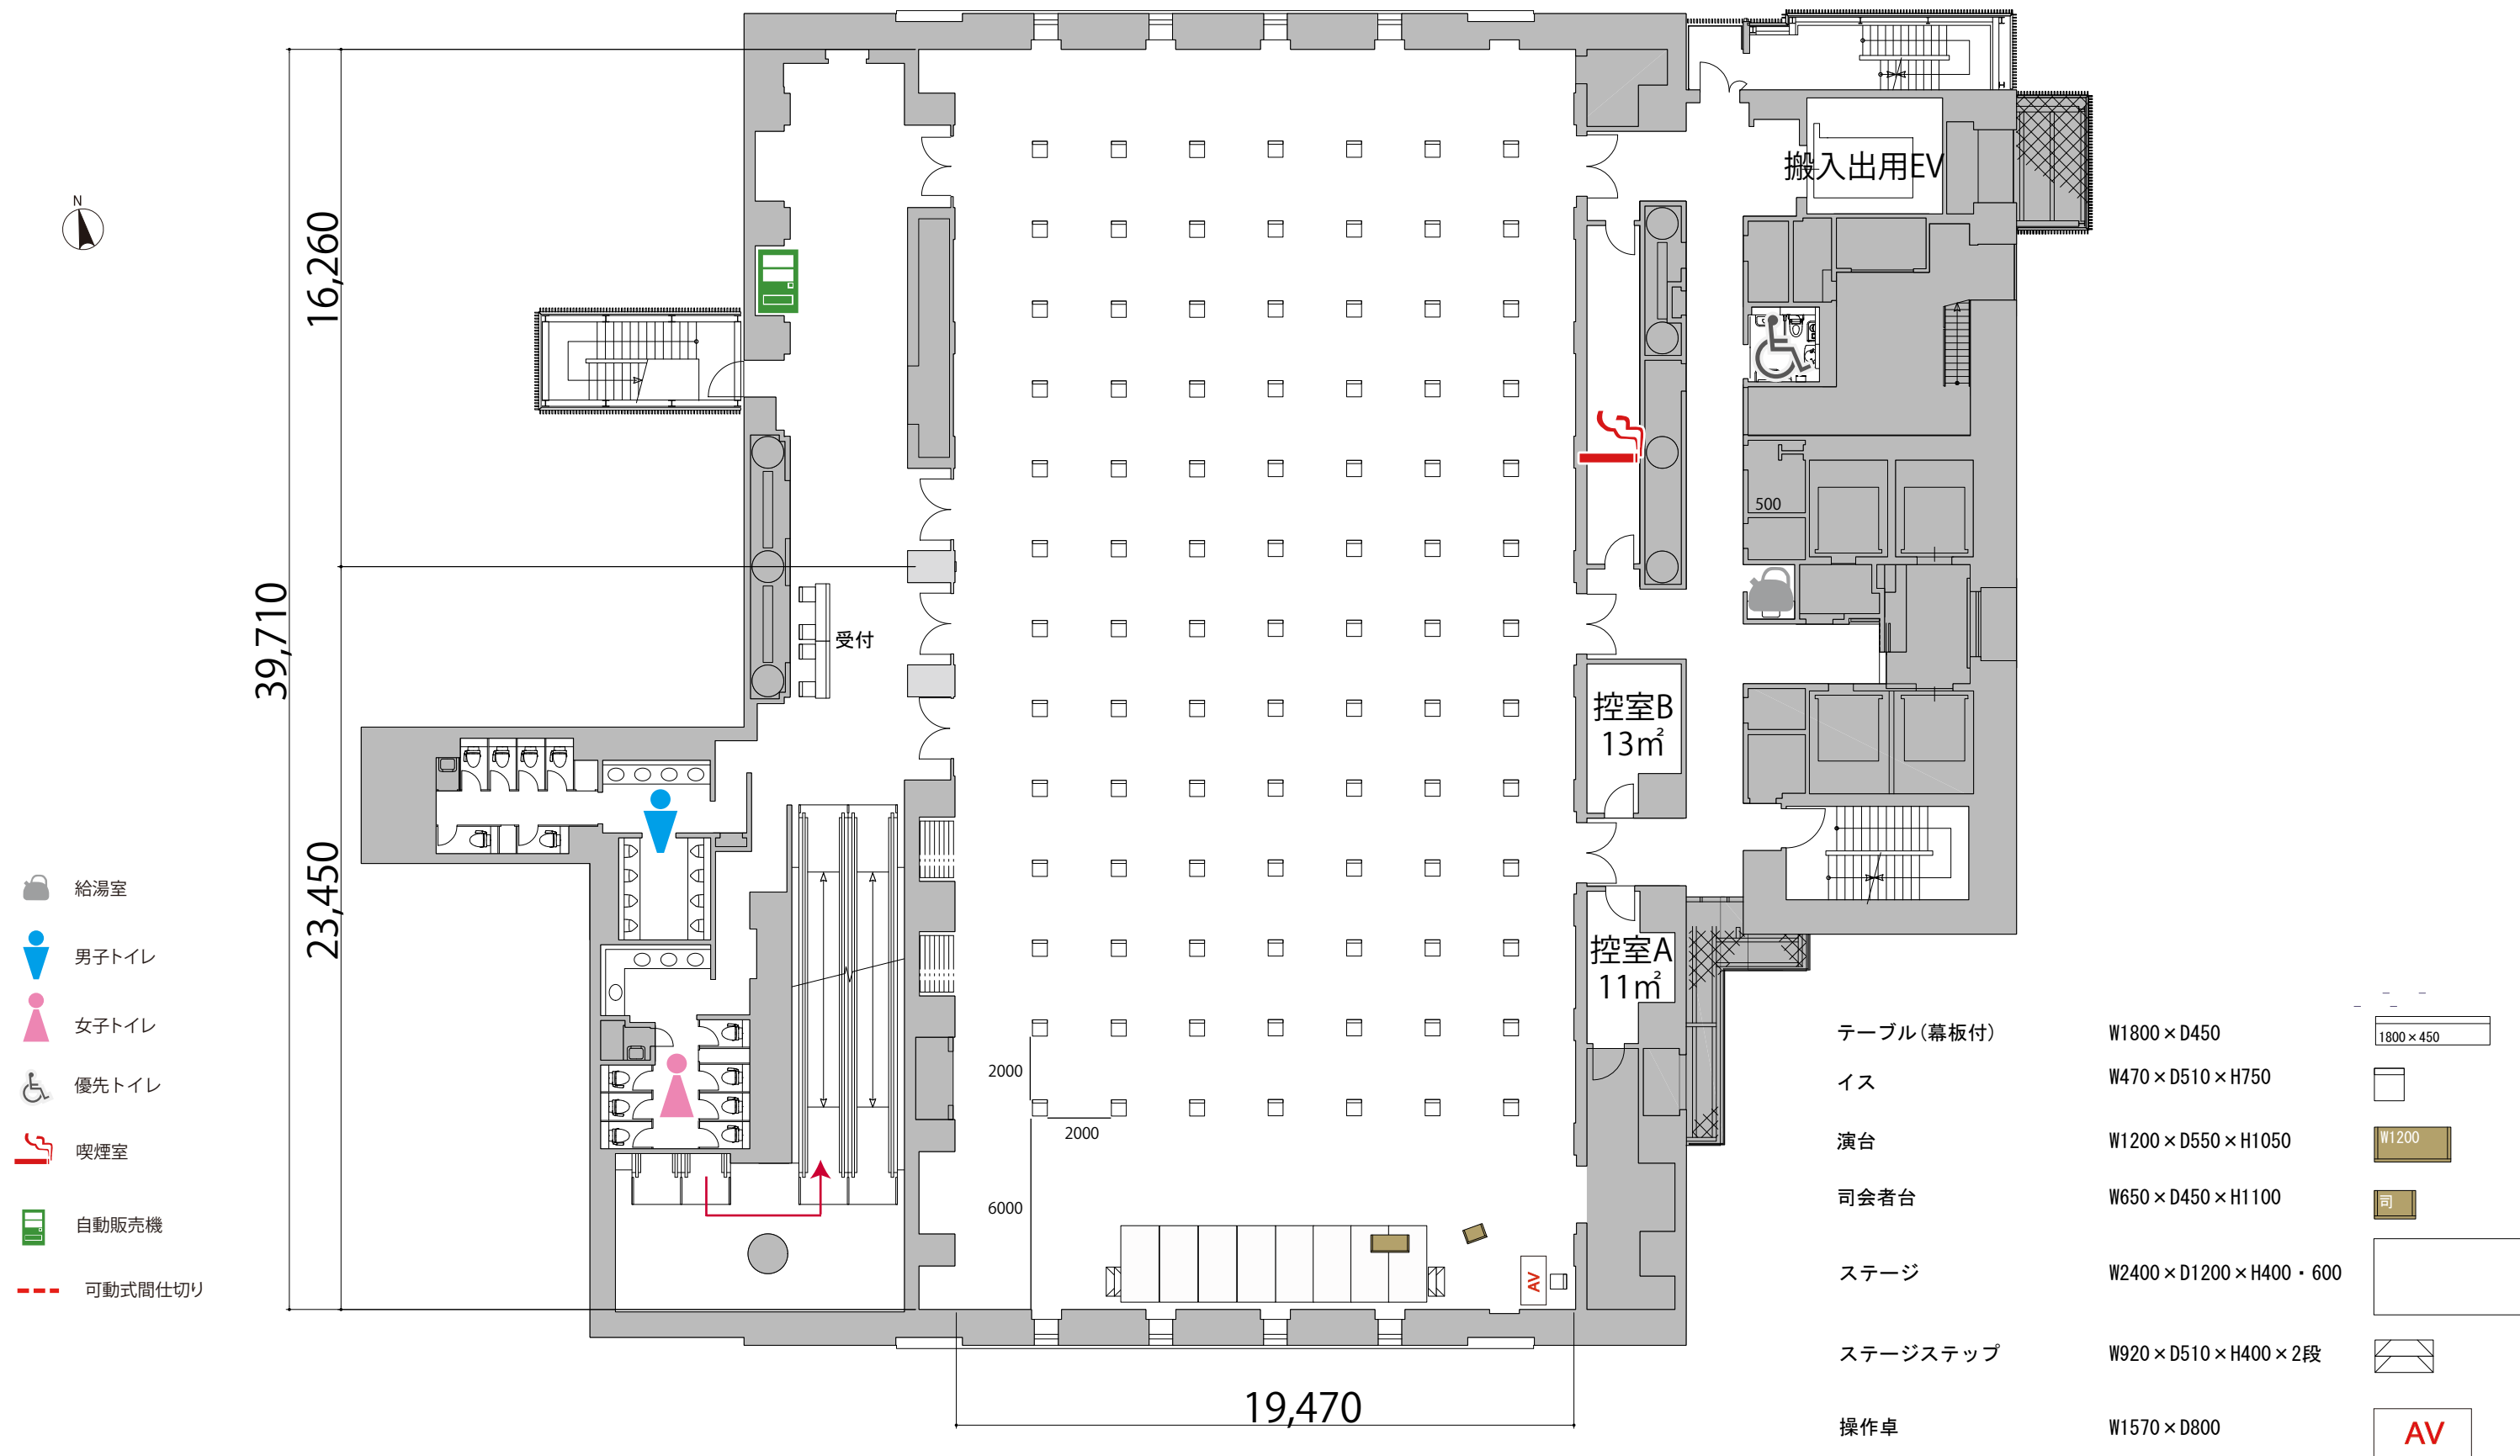 N
16,260
39,710
23,450
19,470
搬入出用EV
500
受付
控室B
13㎡
控室A
11㎡
2000
2000
6000
AV
給湯室
男子トイレ
女子トイレ
優先トイレ
喫煙室
自動販売機
可動式間仕切り
テーブル(幕板付) W1800×D450 1800×450
イス W470×D510×H750
演台 W1200×D550×H1050 W1200
司会者台 W650×D450×H1100 司
ステージ W2400×D1200×H400・600
ステージステップ W920×D510×H400×2段
操作卓 W1570×D800 AV